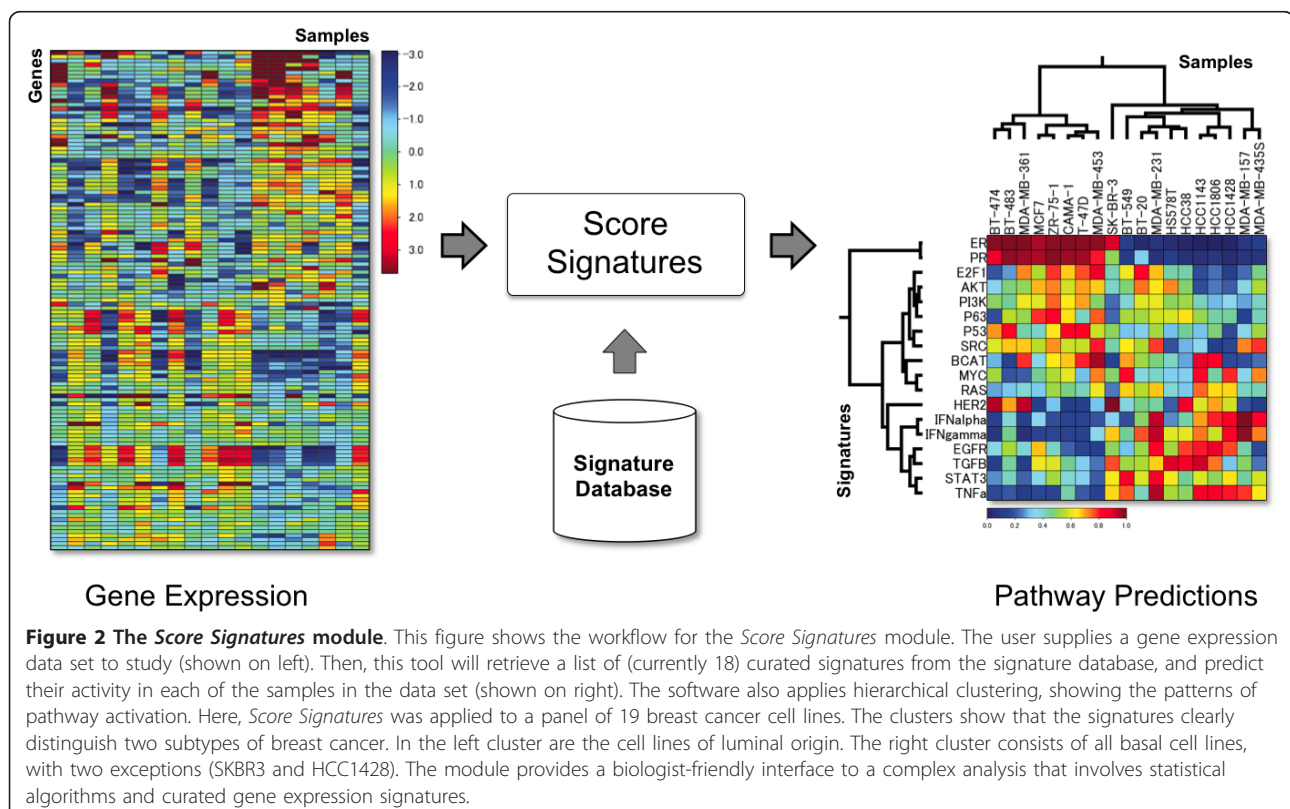 Samples
Genes
-3.0
-2.0
-1.0
0.0
1.0
2.0
3.0
Gene Expression
Score
Signatures
Signature
Database
Samples
BT-474
BT-483
MDA-MB-361
MCF7
ZR-75-1
CAMA-1
T-47D
MDA-MB-453
SK-BR-3
BT-549
BT-20
MDA-MB-231
HS578T
HCC38
HCC1143
HCC1806
HCC1428
MDA-MB-157
MDA-MB-435S
Signatures
ER
PR
E2F1
AKT
PI3K
P63
P53
SRC
BCAT
MYC
RAS
HER2
IFNalpha
IFNgamma
EGFR
TGFB
STAT3
TNFa
0.0 0.2 0.4 0.6 0.8 1.0
Pathway Predictions
Figure 2 The Score Signatures module. This figure shows the workflow for the Score Signatures module. The user supplies a gene expression
data set to study (shown on left). Then, this tool will retrieve a list of (currently 18) curated signatures from the signature database, and predict
their activity in each of the samples in the data set (shown on right). The software also applies hierarchical clustering, showing the patterns of
pathway activation. Here, Score Signatures was applied to a panel of 19 breast cancer cell lines. The clusters show that the signatures clearly
distinguish two subtypes of breast cancer. In the left cluster are the cell lines of luminal origin. The right cluster consists of all basal cell lines,
with two exceptions (SKBR3 and HCC1428). The module provides a biologist-friendly interface to a complex analysis that involves statistical
algorithms and curated gene expression signatures.